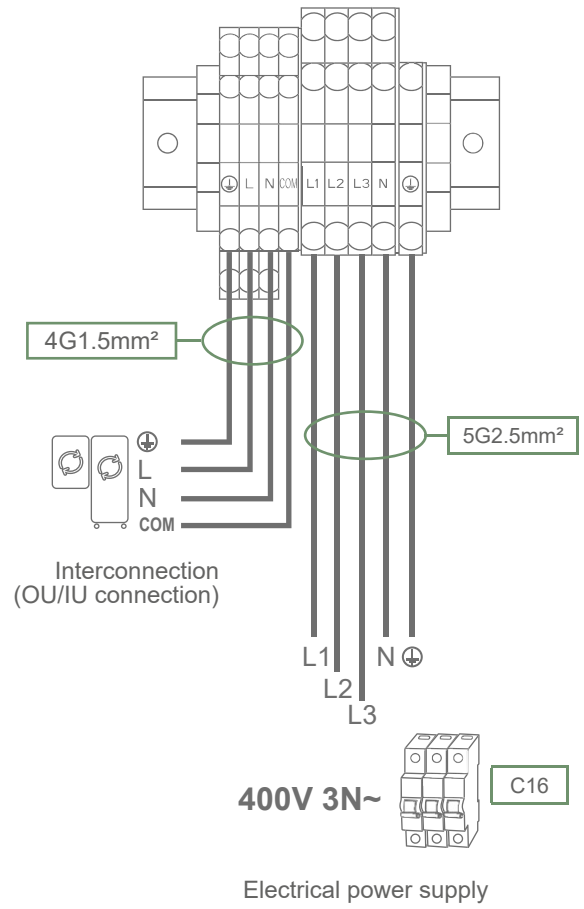 L N COM L1 L2 L3 N
4G1.5mm²
5G2.5mm²
L
N
COM
Interconnection
(OU/IU connection)
L1 N
L2
L3
400V 3N~
C16
Electrical power supply